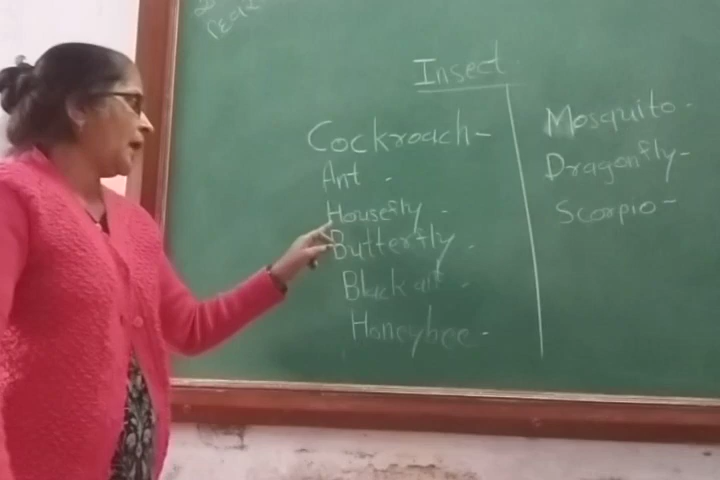 Insect
Cockroach-
Ant -
Housefly -
Butterfly -
Black ant -
Honeybee -
Mosquito -
Dragonfly-
Scorpio-